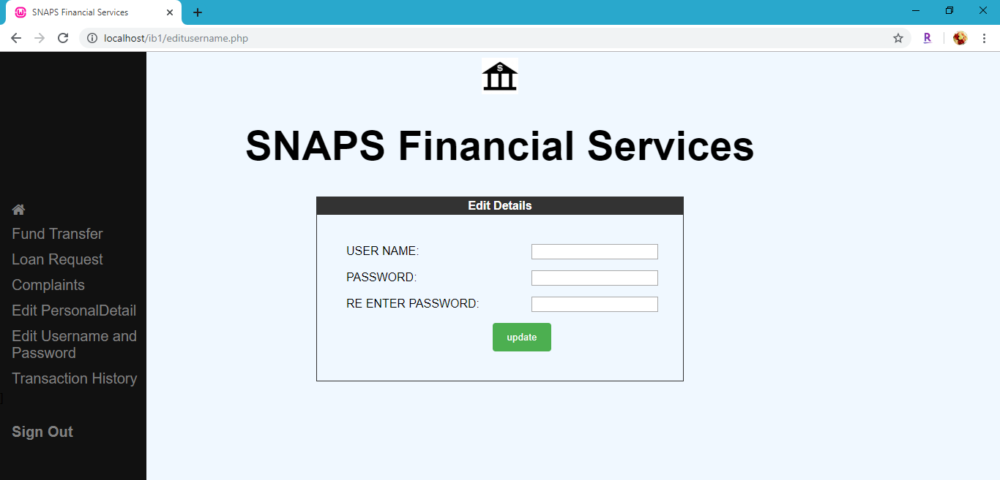 SNAPS Financial Services
localhost/ib1/editusername.php
R
$
SNAPS Financial Services
Fund Transfer
Loan Request
Complaints
Edit PersonalDetail
Edit Username and
Password
Transaction History
]
Sign Out
Edit Details
USER NAME:
PASSWORD:
RE ENTER PASSWORD:
update